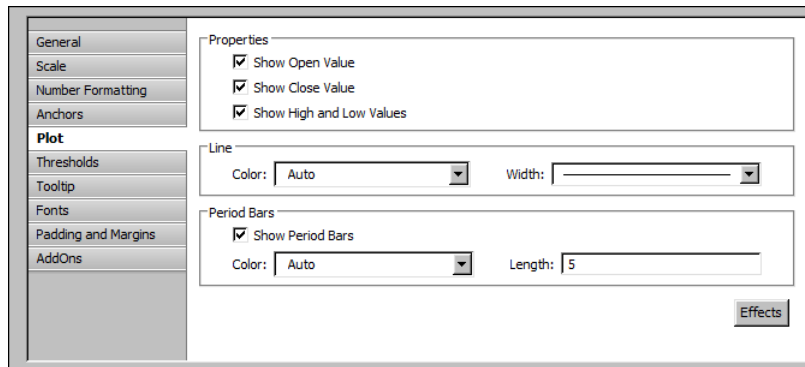 General
Scale
Number Formatting
Anchors
Plot
Thresholds
Tooltip
Fonts
Padding and Margins
AddOns
Properties
Show Open Value
Show Close Value
Show High and Low Values
Line
Color: Auto Width:
Period Bars
Show Period Bars
Color: Auto Length: 5
Effects